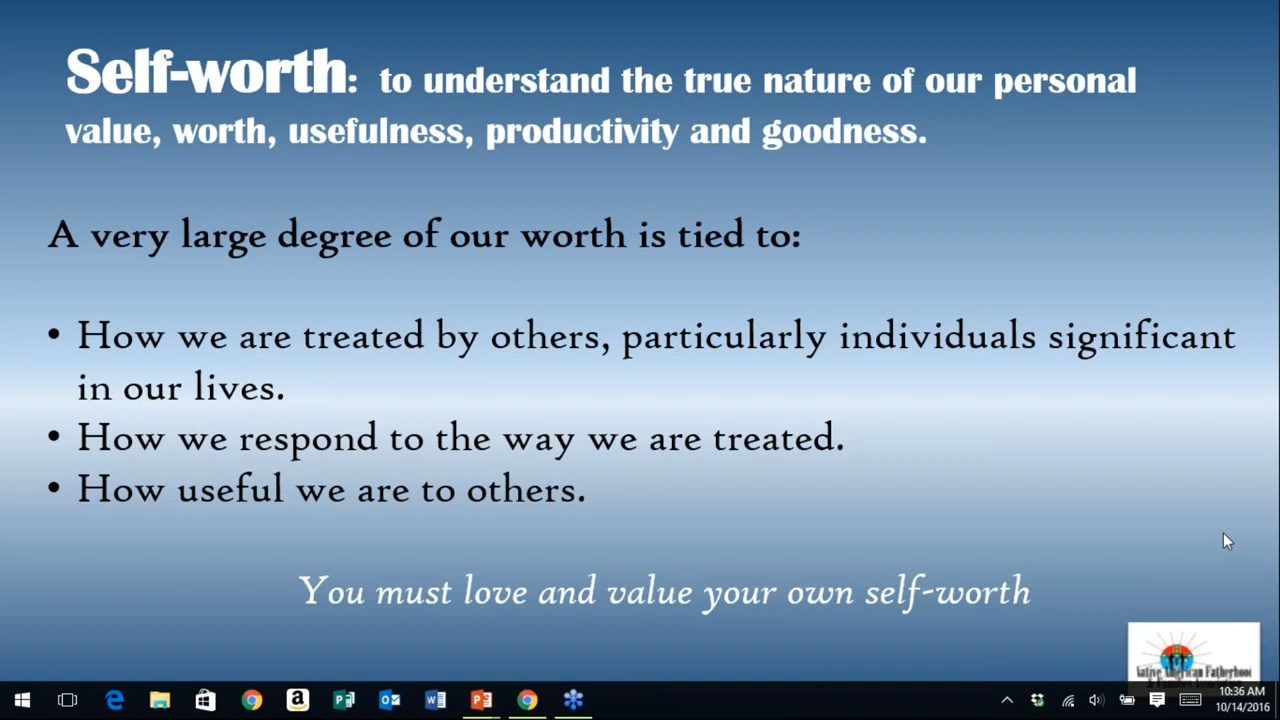 Self-worth: to understand the true nature of our personal
value, worth, usefulness, productivity and goodness.
A very large degree of our worth is tied to:
• How we are treated by others, particularly individuals significant
in our lives.
• How we respond to the way we are treated.
• How useful we are to others.
You must love and value your own self-worth
Native American Fatherhood
10:36 AM
10/14/2016